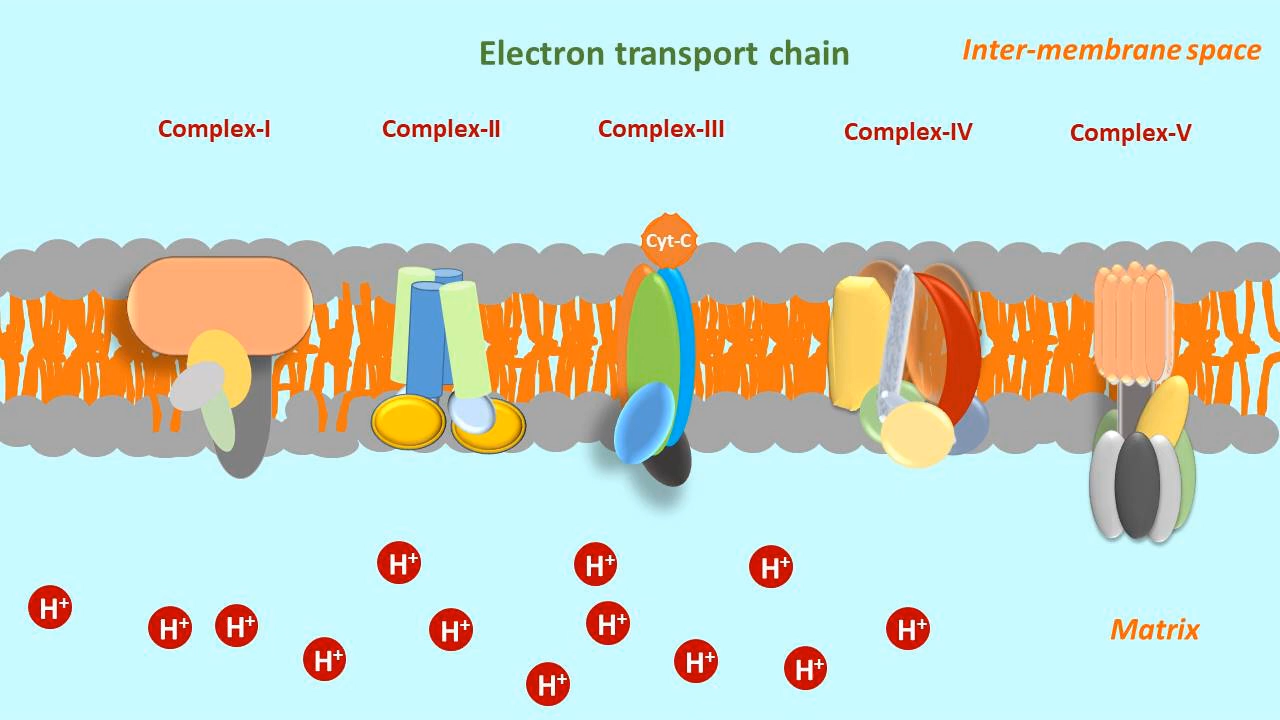 Electron transport chain
Inter-membrane space
Complex-I
Complex-II
Complex-III
Complex-IV
Complex-V
Cyt-C
H+
H+
H+
H+
H+
H+
H+
H+
H+
H+
H+
H+
H+
Matrix